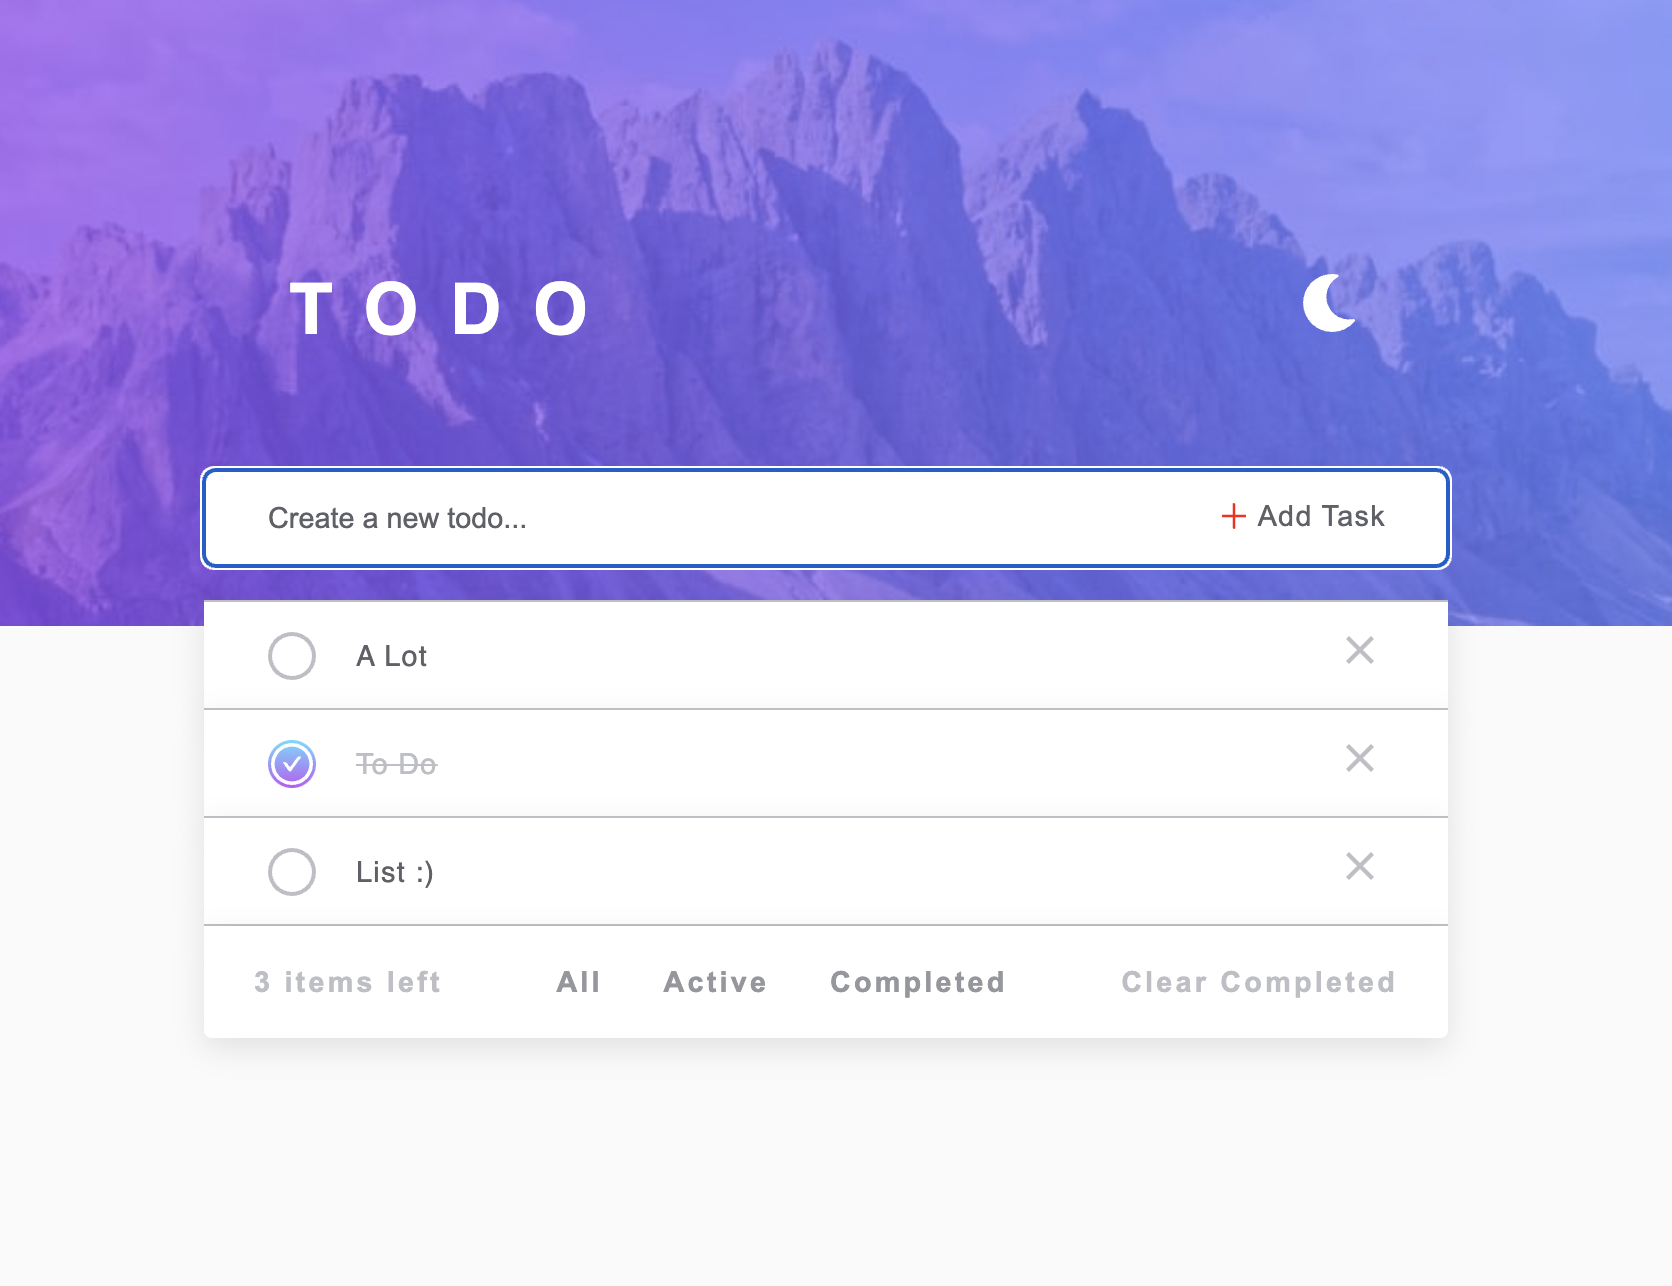 TODO
Create a new todo... Add Task
A Lot
To Do
List :)
3 items left All Active Completed Clear Completed